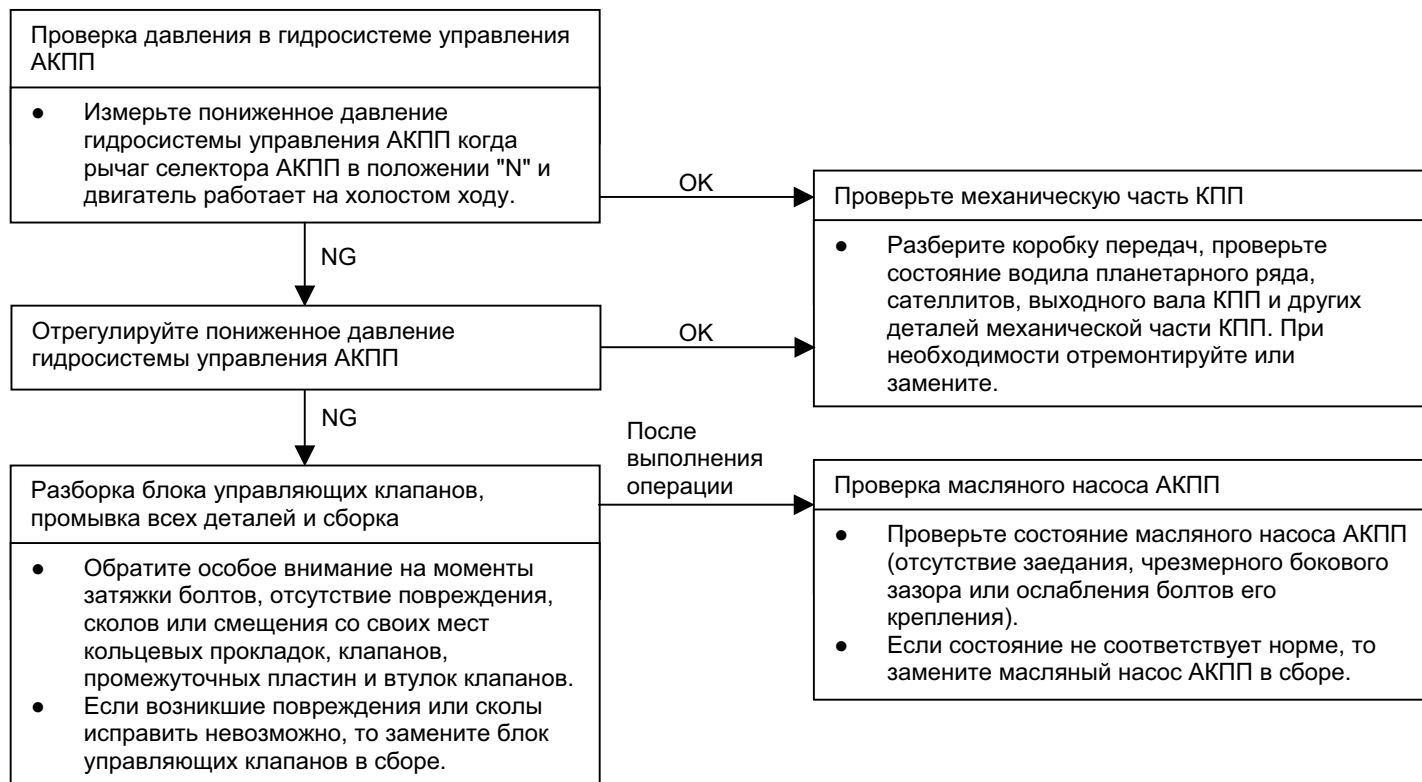 Проверка давления в гидросистеме управления
АКПП
● Измерьте пониженное давление
гидросистемы управления АКПП когда
рычаг селектора АКПП в положении "N" и
двигатель работает на холостом ходу.
OK
NG
Проверьте механическую часть КПП
● Разберите коробку передач, проверьте
состояние водила планетарного ряда,
сателлитов, выходного вала КПП и других
деталей механической части КПП. При
необходимости отремонтируйте или
замените.
Отрегулируйте пониженное давление
гидросистемы управления АКПП
OK
NG
Разборка блока управляющих клапанов,
промывка всех деталей и сборка
● Обратите особое внимание на моменты
затяжки болтов, отсутствие повреждения,
сколов или смещения со своих мест
кольцевых прокладок, клапанов,
промежуточных пластин и втулок клапанов.
● Если возникшие повреждения или сколы
исправить невозможно, то замените блок
управляющих клапанов в сборе.
После
выполнения
операции
Проверка масляного насоса АКПП
● Проверьте состояние масляного насоса АКПП
(отсутствие заедания, чрезмерного бокового
зазора или ослабления болтов его
крепления).
● Если состояние не соответствует норме, то
замените масляный насос АКПП в сборе.